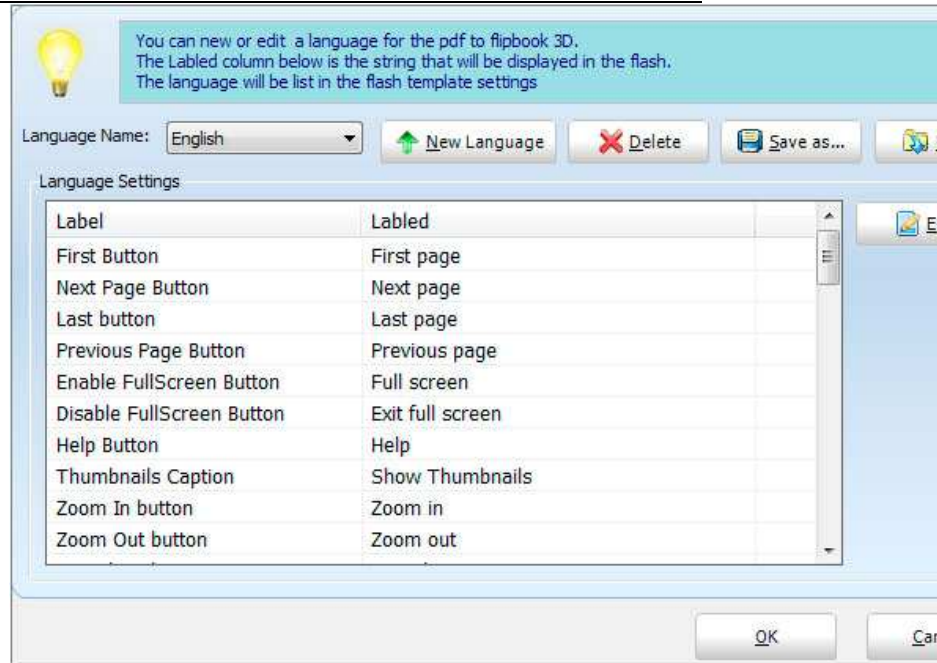 You can new or edit a language for the pdf to flipbook 3D.
The Labled column below is the string that will be displayed in the flash.
The language will be list in the flash template settings
Language Name: English New Language Delete Save as...
Language Settings
Label Labled
First Button First page
Next Page Button Next page
Last button Last page
Previous Page Button Previous page
Enable FullScreen Button Full screen
Disable FullScreen Button Exit full screen
Help Button Help
Thumbnails Caption Show Thumbnails
Zoom In button Zoom in
Zoom Out button Zoom out
OK